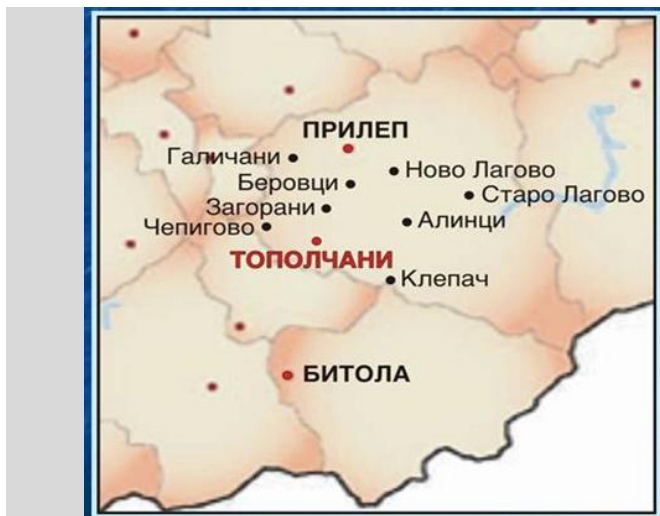 ПРИЛЕП
Галичани
Ново Лагово
Беровци
Старо Лагово
Загорани
Алинци
Чепигово
ТОПОЛЧАНИ
Клепач
БИТОЛА